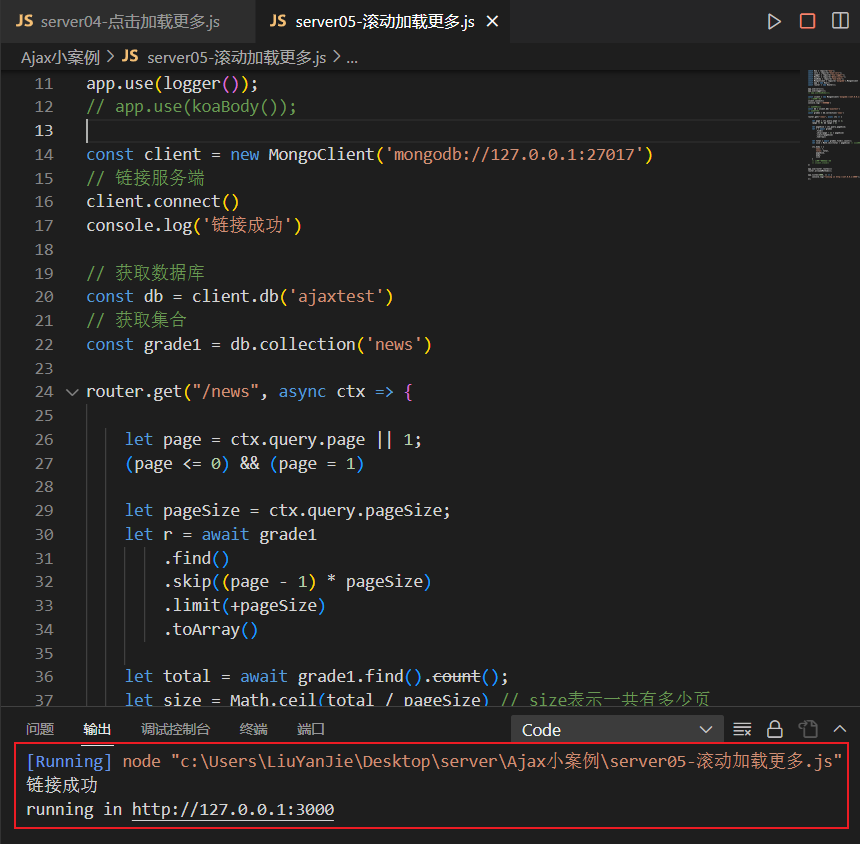 JS server04-点击加载更多.js JS server05-滚动加载更多.js
Ajax小案例 > JS server05-滚动加载更多.js > ...
11 app.use(logger());
12 // app.use(koaBody());
13
14 const client = new MongoClient('mongodb://127.0.0.1:27017')
15 // 链接服务端
16 client.connect()
17 console.log('链接成功')
18
19 // 获取数据库
20 const db = client.db('ajaxtest')
21 // 获取集合
22 const grade1 = db.collection('news')
23
24 router.get("/news", async ctx => {
25
26 let page = ctx.query.page || 1;
27 (page <= 0) && (page = 1)
28
29 let pageSize = ctx.query.pageSize;
30 let r = await grade1
31 .find()
32 .skip((page - 1) * pageSize)
33 .limit(+pageSize)
34 .toArray()
35
36 let total = await grade1.find().count();
37 let size = Math.ceil(total / pageSize) // size表示一共有多少页
问题 输出 调试控制台 终端 端口 Code
[Running] node "c:\Users\LiuYanJie\Desktop\server\Ajax小案例\server05-滚动加载更多.js"
链接成功
running in http://127.0.0.1:3000